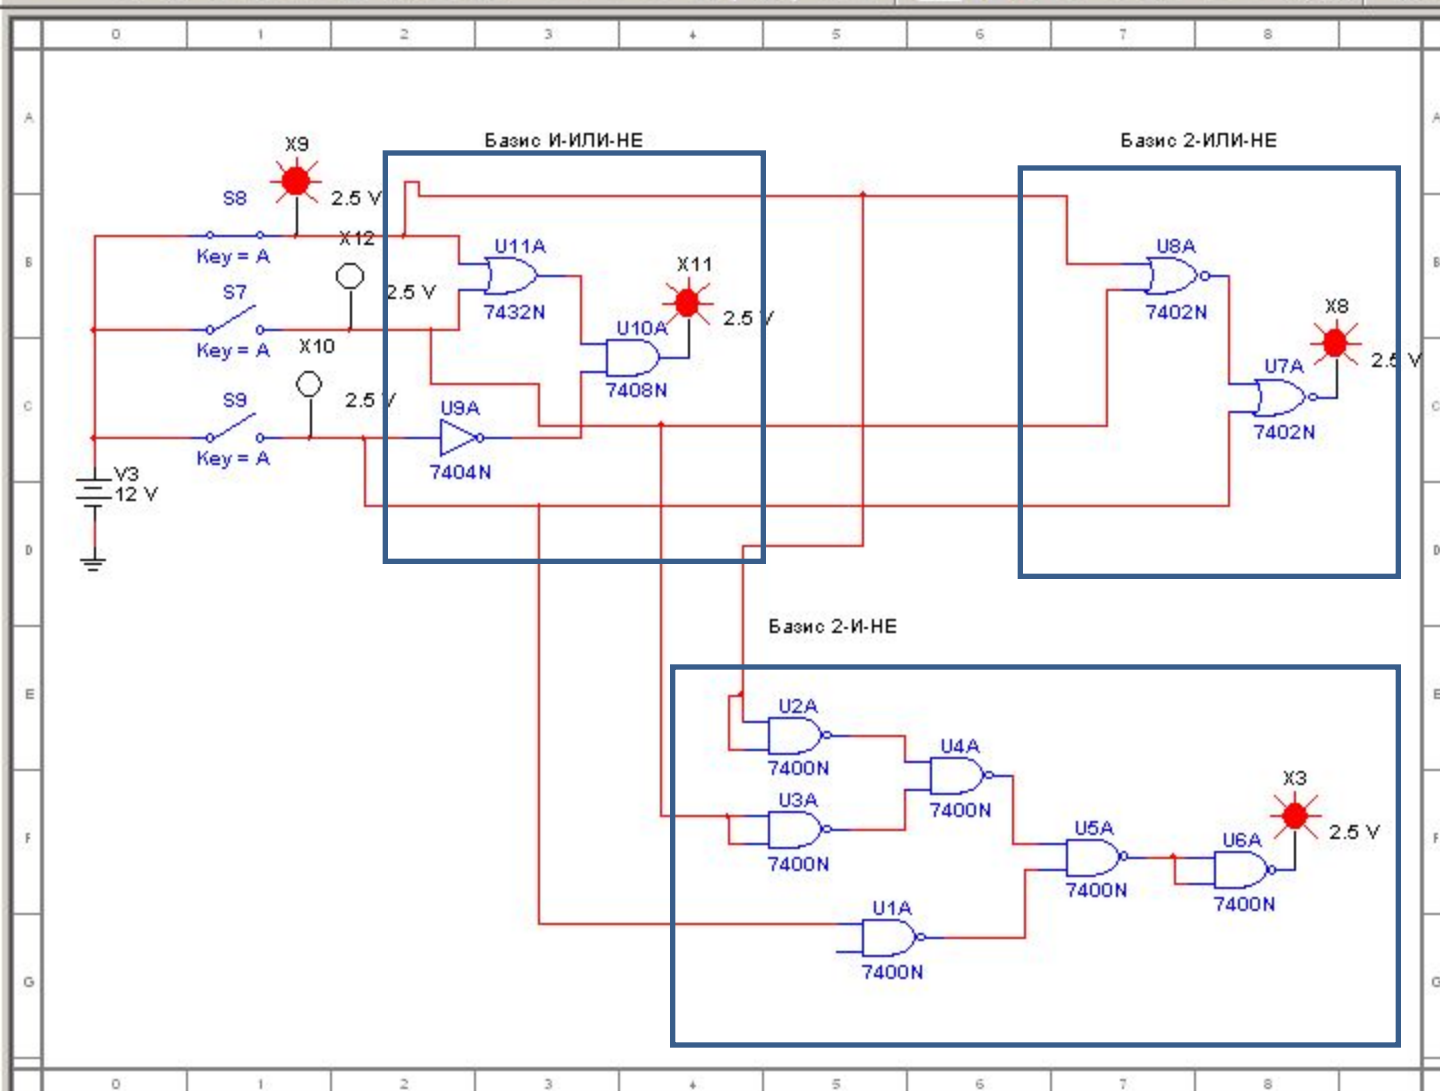 0 1 2 3 4 5 6 7 8
A
A
Базис И-ИЛИ-НЕ
Базис 2-ИЛИ-НЕ
X9
2.5 V
S8
X12
Key = A
U11A
U8A
B
B
X11
2.5 V
S7
7432N
7402N
X8
2.5 V
U10A
Key = A
X10
2.5 V
U7A
7408N
2.5 V
S9
C
C
U9A
7402N
Key = A
7404N
V3
12 V
D
D
Базис 2-И-НЕ
E
E
U2A
U4A
7400N
X3
U3A
7400N
2.5 V
F
F
U5A
U6A
7400N
7400N
7400N
U1A
7400N
G
G
0 1 2 3 4 5 6 7 8